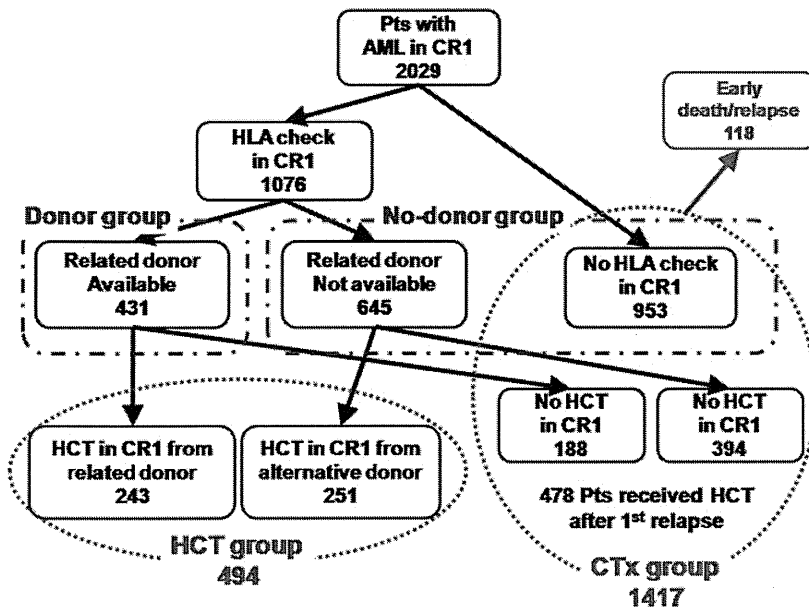 Pts with
AML in CR1
2029
Early
death/relapse
118
HLA check
in CR1
1076
Donor group
No-donor group
Related donor
Available
431
Related donor
Not available
645
No HLA check
in CR1
953
HCT in CR1 from
related donor
243
HCT in CR1 from
alternative donor
251
No HCT
in CR1
188
No HCT
in CR1
394
478 Pts received HCT
after 1st relapse
HCT group
494
CTx group
1417